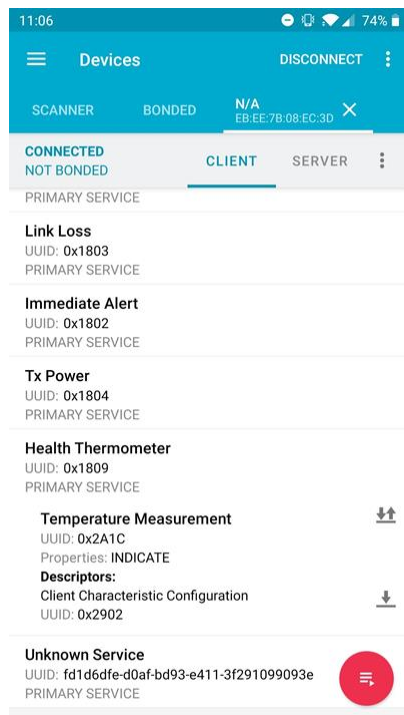 11:06
74%
Devices
DISCONNECT
SCANNER
BONDED
N/A
EB:EE:7B:08:EC:3D
CONNECTED
NOT BONDED
CLIENT
SERVER
PRIMARY SERVICE
Link Loss
UUID: 0x1803
PRIMARY SERVICE
Immediate Alert
UUID: 0x1802
PRIMARY SERVICE
Tx Power
UUID: 0x1804
PRIMARY SERVICE
Health Thermometer
UUID: 0x1809
PRIMARY SERVICE
Temperature Measurement
UUID: 0x2A1C
Properties: INDICATE
Descriptors:
Client Characteristic Configuration
UUID: 0x2902
Unknown Service
UUID: fd1d6dfe-d0af-bd93-e411-3f291099093e
PRIMARY SERVICE